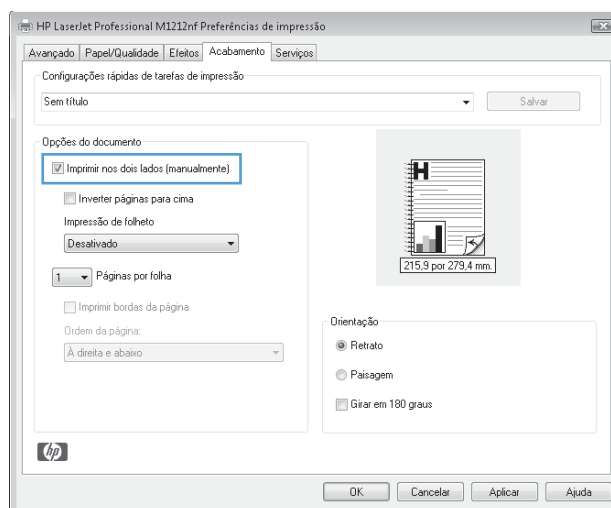 HP LaserJet Professional M1212nf Preferências de impressão
Avançado Papel/Qualidade Efeitos Acabamento Serviços
Configurações rápidas de tarefas de impressão
Sem título
Salvar
Opções do documento
Imprimir nos dois lados (manualmente)
Inverter páginas para cima
Impressão de folheto
Desativado
1 Páginas por folha
Imprimir bordas da página
Ordem da página:
À direita e abaixo
H
215,9 por 279,4 mm.
Orientação
Retrato
Paisagem
Girar em 180 graus
hp
OK Cancelar Aplicar Ajuda